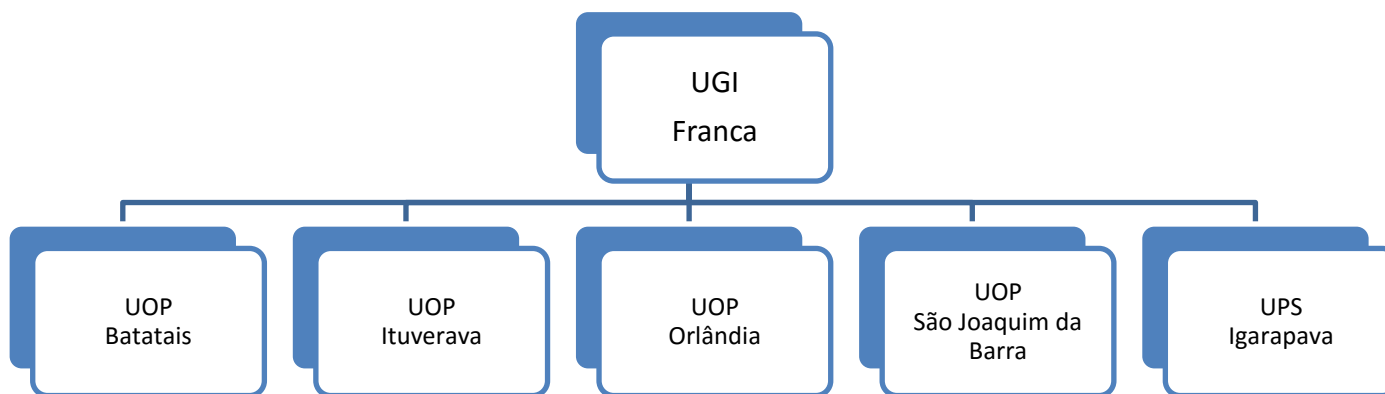 UGI
Franca
UOP
Batatais
UOP
Ituverava
UOP
Orlândia
UOP
São Joaquim da
Barra
UPS
Igarapava